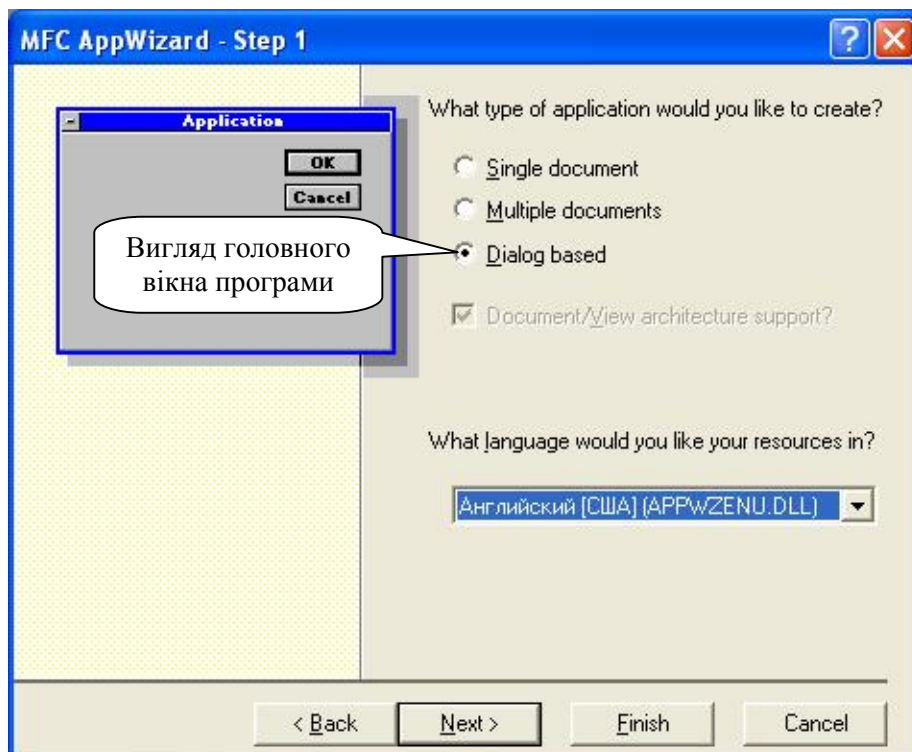 MFC AppWizard - Step 1
Application
OK
Cancel
Вигляд головного
вікна програми
What type of application would you like to create?
Single document
Multiple documents
Dialog based
Document/View architecture support?
What language would you like your resources in?
Английский [США] (APPWZENU.DLL)
< Back
Next >
Finish
Cancel